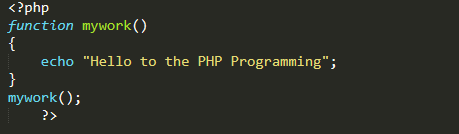 <?php
function mywork()
{
    echo "Hello to the PHP Programming";
}
mywork();
    ?>